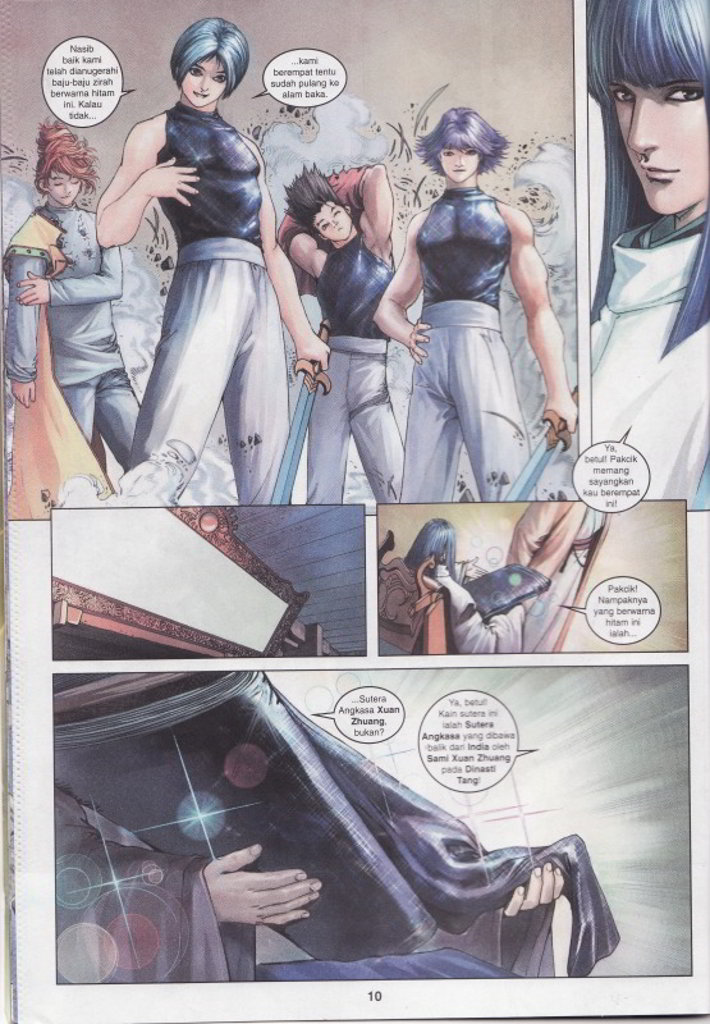 Nasib
baik kami
telah dianugerahi
baju-baju zirah
berwarna hitam
ini. Kalau
tidak...
...kami
berempat tentu
sudah pulang ke
alam baka.
Ya,
betul! Pakcik
memang
sayangkan
kau berempat
ini!
Pakcik!
Nampaknya
yang berwarna
hitam ini
ialah...
...Sutera
Angkasa Xuan
Zhuang,
bukan?
Ya, betul!
Kain sutera ini
ialah Sutera
Angkasa yang dibawa
balik dari India oleh
Sami Xuan Zhuang
pada Dinasti
Tang!
10